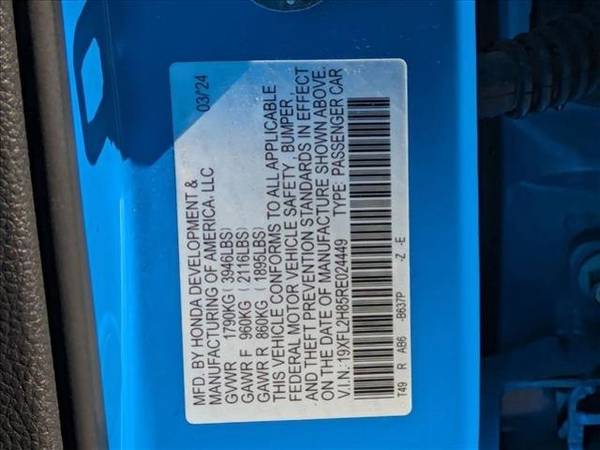 MFD. BY HONDA DEVELOPMENT &
MANUFACTURING OF AMERICA, LLC 03/'24
GVWR 1790KG (3946LBS)
GAWR F 960KG (2116LBS)
GAWR R 860KG (1895LBS)
THIS VEHICLE CONFORMS TO ALL APPLICABLE
FEDERAL MOTOR VEHICLE SAFETY, BUMPER,
AND THEFT PREVENTION STANDARDS IN EFFECT
ON THE DATE OF MANUFACTURE SHOWN ABOVE.
V.I.N.: 19XFL2H85RE024449 TYPE: PASSENGER CAR
T49 R AB6 -B637P -Z -E